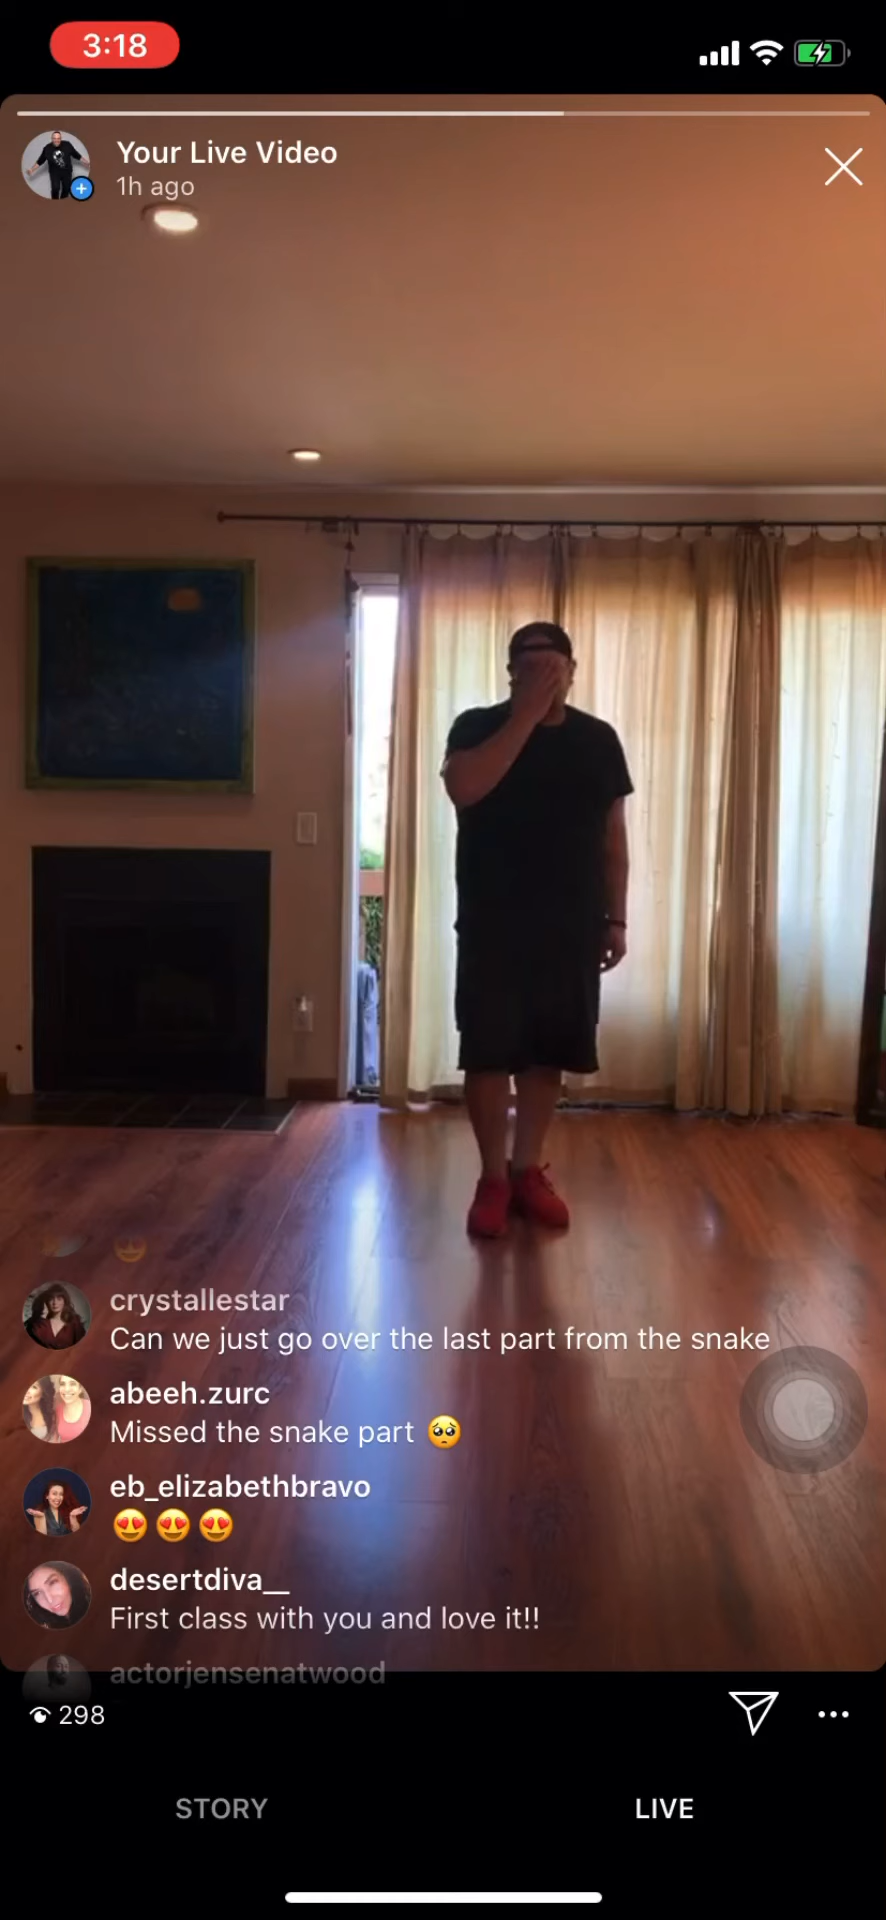 3:18
Your Live Video
1h ago
😍
crystallestar
Can we just go over the last part from the snake
abeeh.zurc
Missed the snake part 🥺
eb_elizabethbravo
😍😍😍
desertdiva__
First class with you and love it!!
actorjensenatwood
298
STORY
LIVE